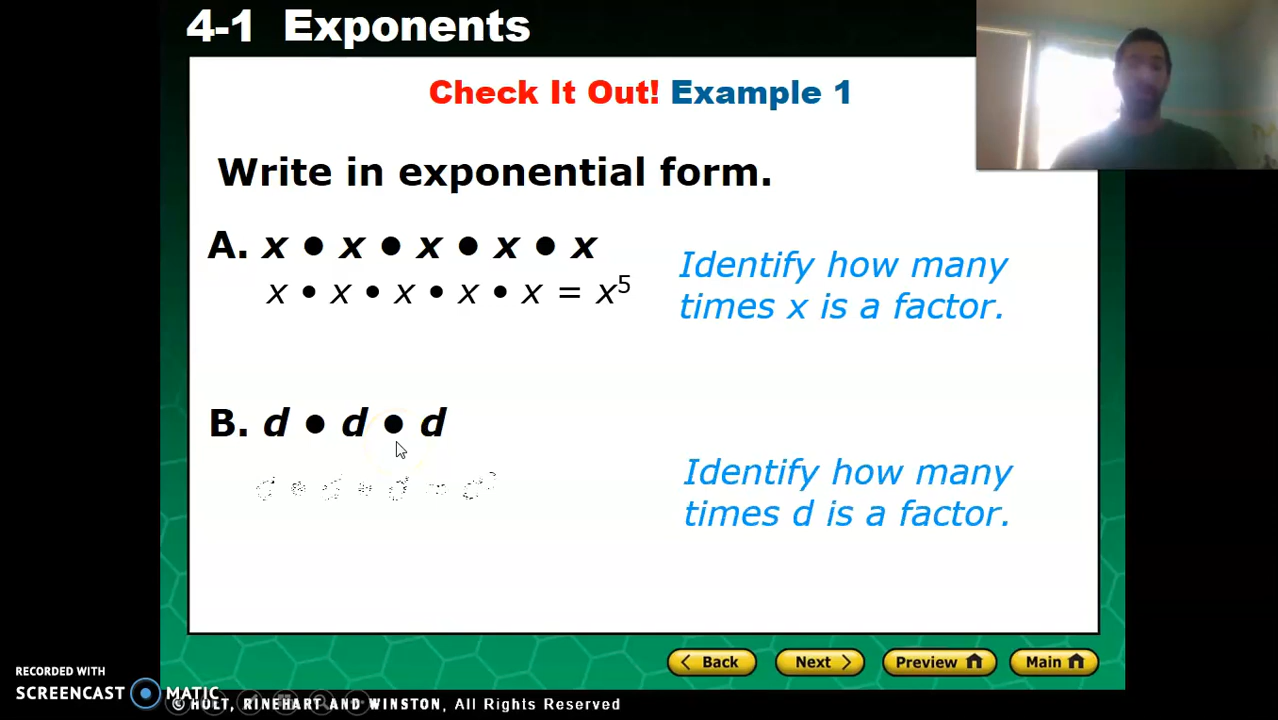 4-1 Exponents
Check It Out! Example 1
Write in exponential form.
A. x • x • x • x • x
x • x • x • x • x = x⁵
Identify how many
times x is a factor.
B. d • d • d
d • d • d = d³
Identify how many
times d is a factor.
Back
Next
Preview
Main
RECORDED WITH
SCREENCAST MATIC
© HOLT, RINEHART AND WINSTON, All Rights Reserved